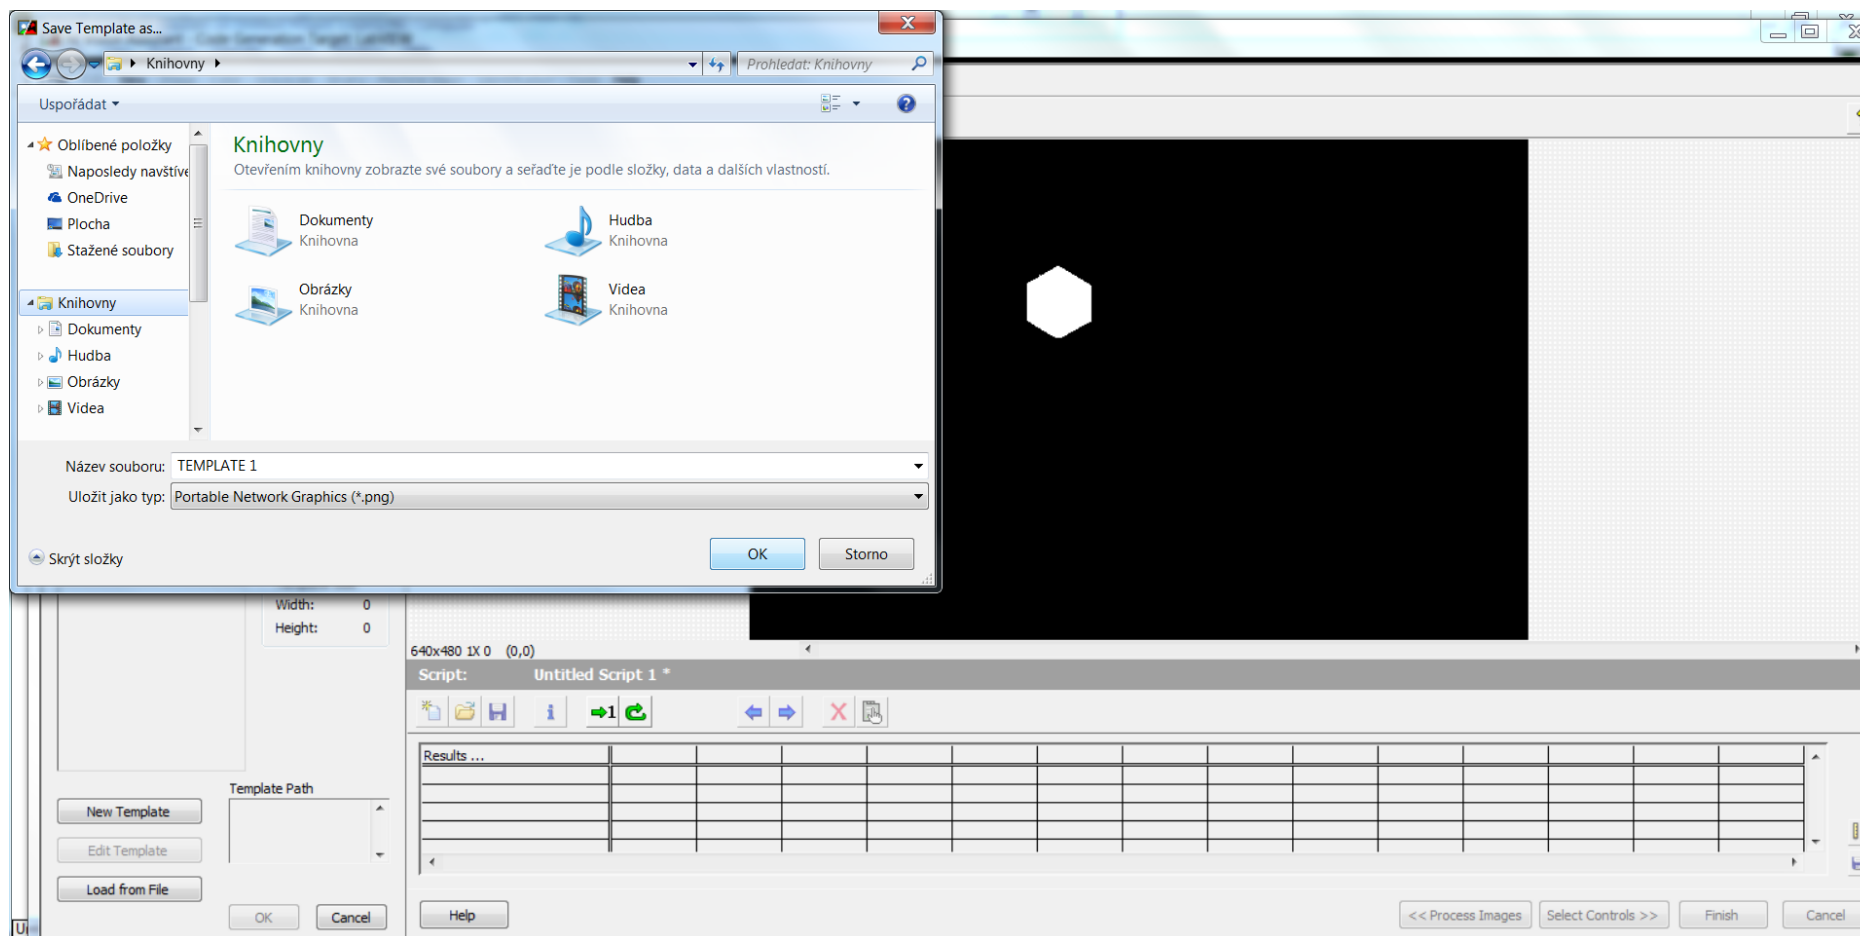 Save Template as...
Knihovny
Prohledat: Knihovny
Uspořádat
Oblíbené položky
Naposledy navštíve
OneDrive
Plocha
Stažené soubory
Knihovny
Dokumenty
Hudba
Obrázky
Videa
Knihovny
Otevřením knihovny zobrazte své soubory a seřaďte je podle složky, data a dalších vlastností.
Dokumenty
Knihovna
Hudba
Knihovna
Obrázky
Knihovna
Videa
Knihovna
Název souboru: TEMPLATE 1
Uložit jako typ: Portable Network Graphics (*.png)
Skrýt složky
OK
Storno
Width: 0
Height: 0
640x480 1X 0 (0,0)
Script: Untitled Script 1 *
1
Results ...
Template Path
New Template
Edit Template
Load from File
OK
Cancel
Help
<< Process Images
Select Controls >>
Finish
Cancel